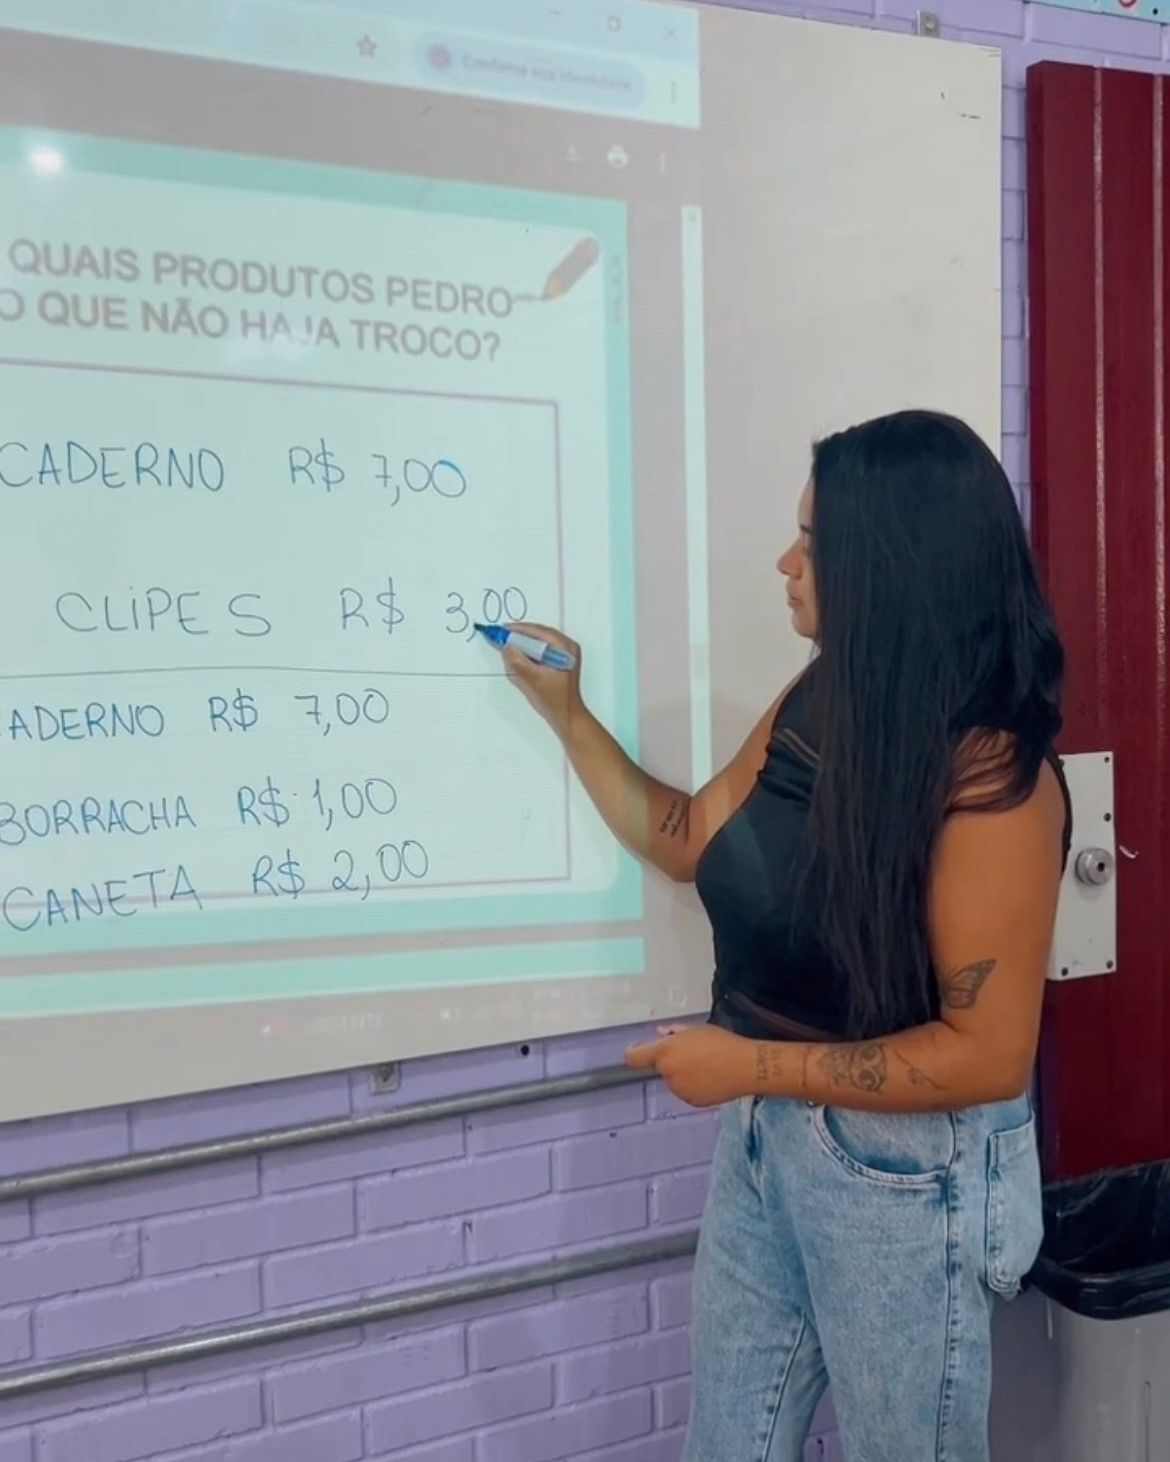 QUAIS PRODUTOS PEDRO
O QUE NÃO HAJA TROCO?
CADERNO R$ 7,00
CLIPES R$ 3,00
CADERNO R$ 7,00
BORRACHA R$ 1,00
CANETA R$ 2,00